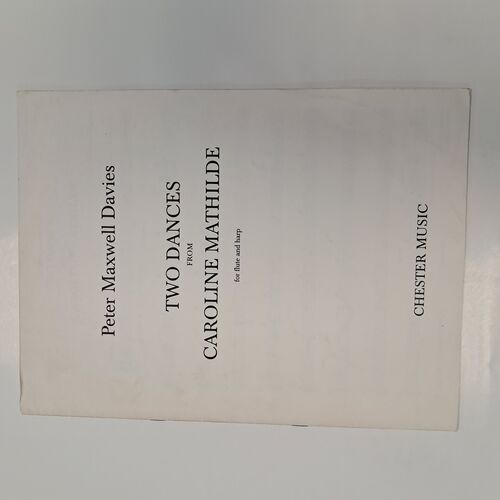 Peter Maxwell Davies
TWO DANCES
FROM
CAROLINE MATHILDE
for flute and harp
CHESTER MUSIC